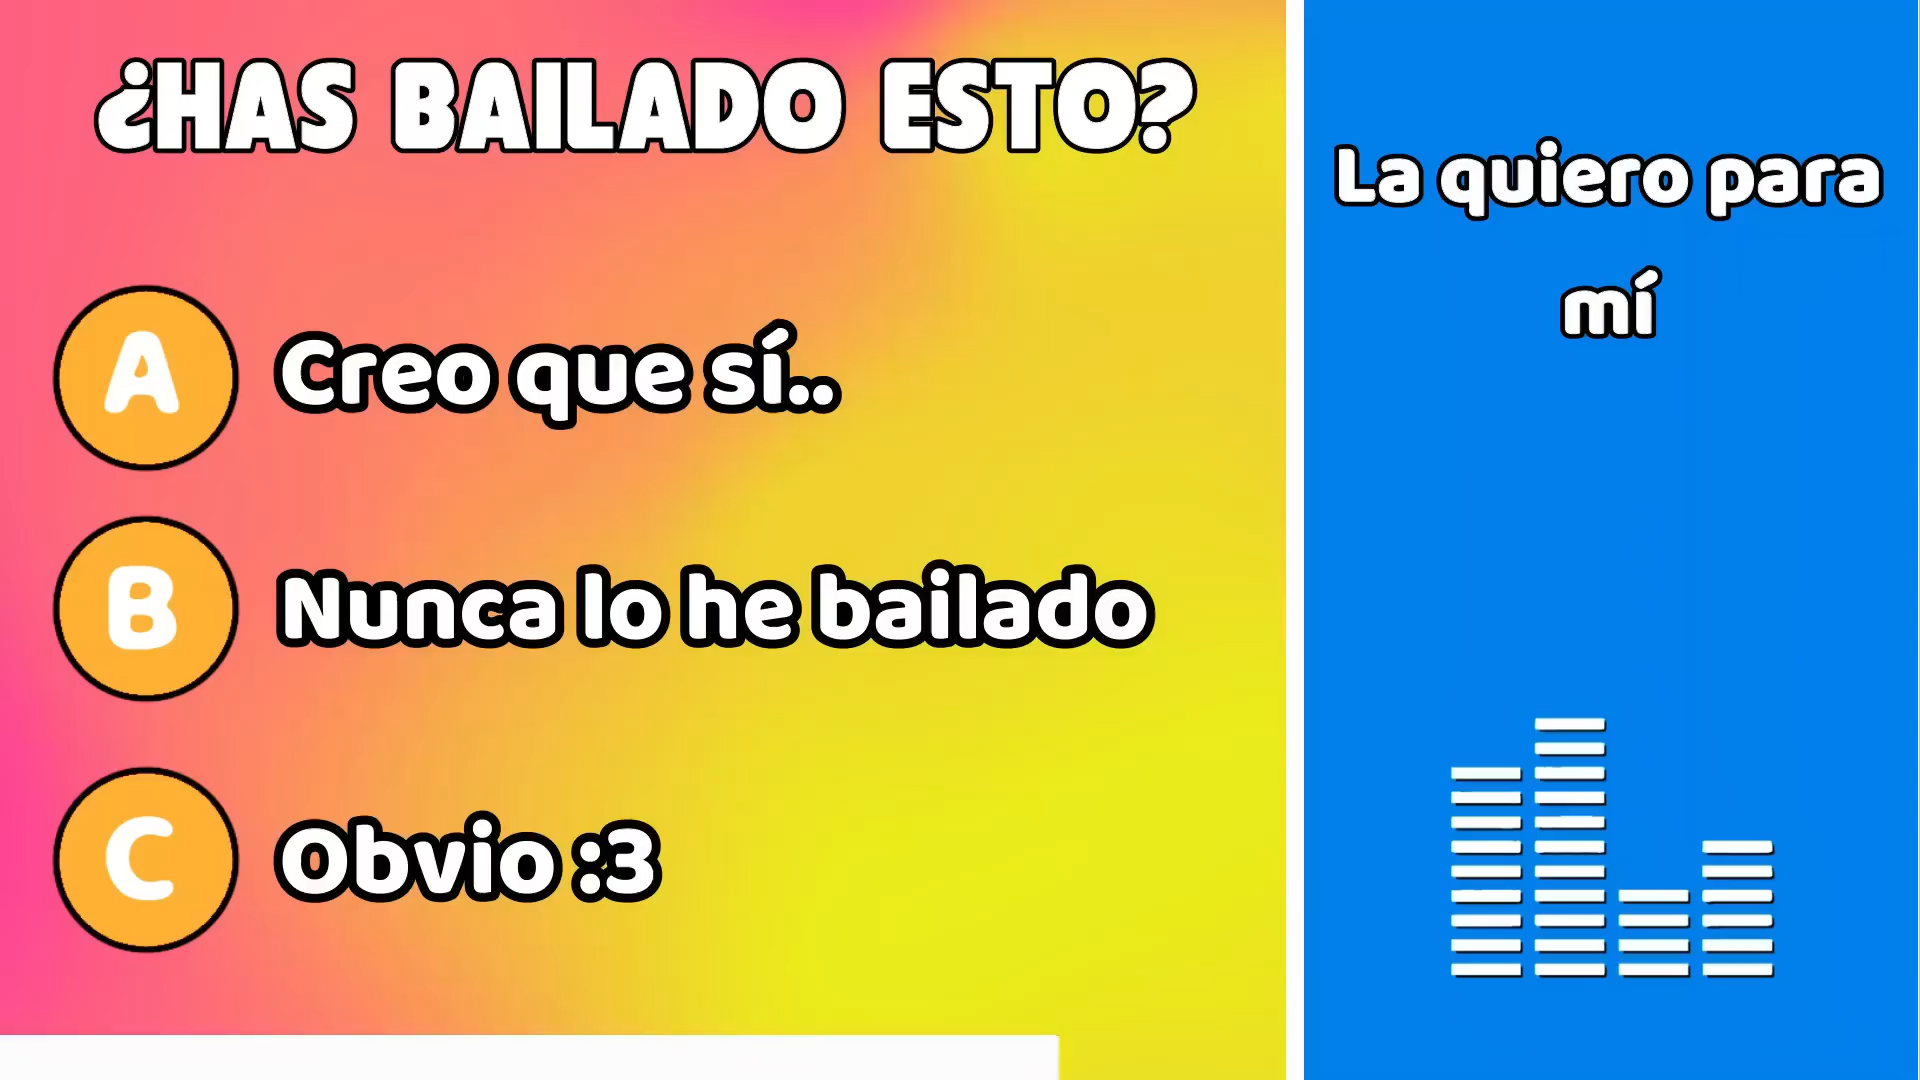 ¿HAS BAILADO ESTO?
A Creo que sí..
B Nunca lo he bailado
C Obvio :3
La quiero para
mí